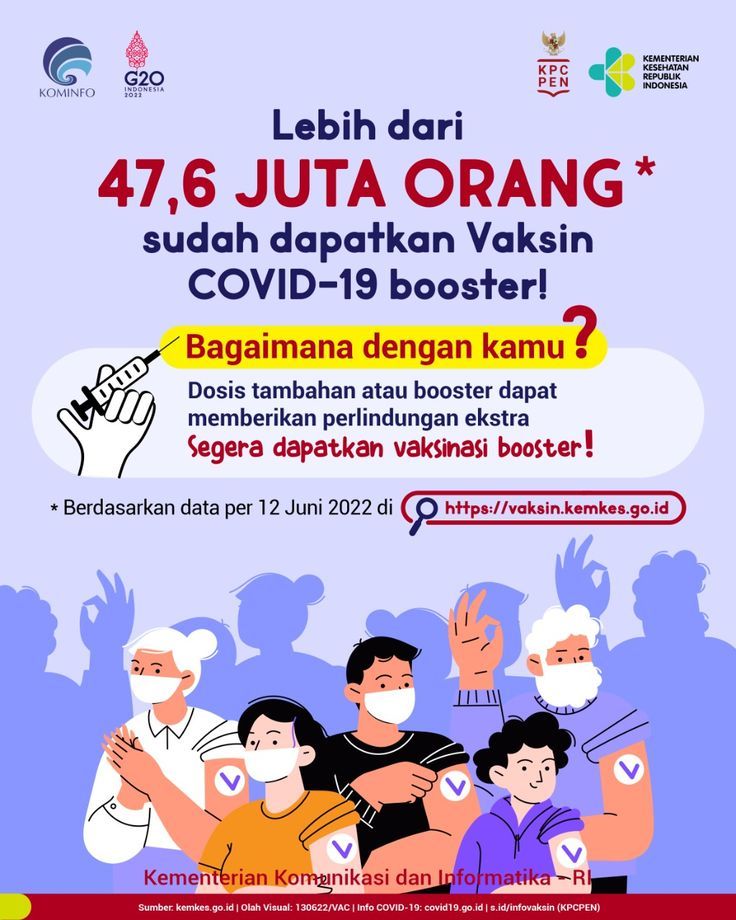 KOMINFO
G20
INDONESIA
2022
KPC
PEN
KEMENTERIAN
KESEHATAN
REPUBLIK
INDONESIA
Lebih dari
47,6 JUTA ORANG*
sudah dapatkan Vaksin
COVID-19 booster!
Bagaimana dengan kamu?
Dosis tambahan atau booster dapat
memberikan perlindungan ekstra
Segera dapatkan vaksinasi booster!
* Berdasarkan data per 12 Juni 2022 di https://vaksin.kemkes.go.id
Kementerian Komunikasi dan Informatika - RI
Sumber: kemkes.go.id | Olah Visual: 130622/VAC | Info COVID-19: covid19.go.id | s.id/infovaksin (KPCPEN)